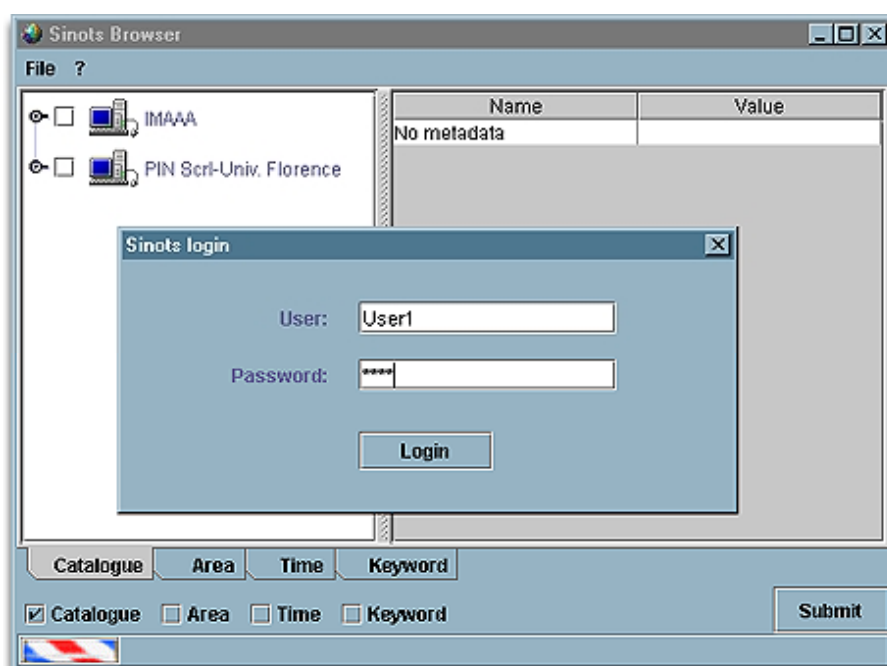 Sinots Browser
File ?
IMAAA
PIN Scrl-Univ. Florence
Name Value
No metadata
Sinots login
User: User1
Password: ****
Login
Catalogue Area Time Keyword
Catalogue Area Time Keyword
Submit